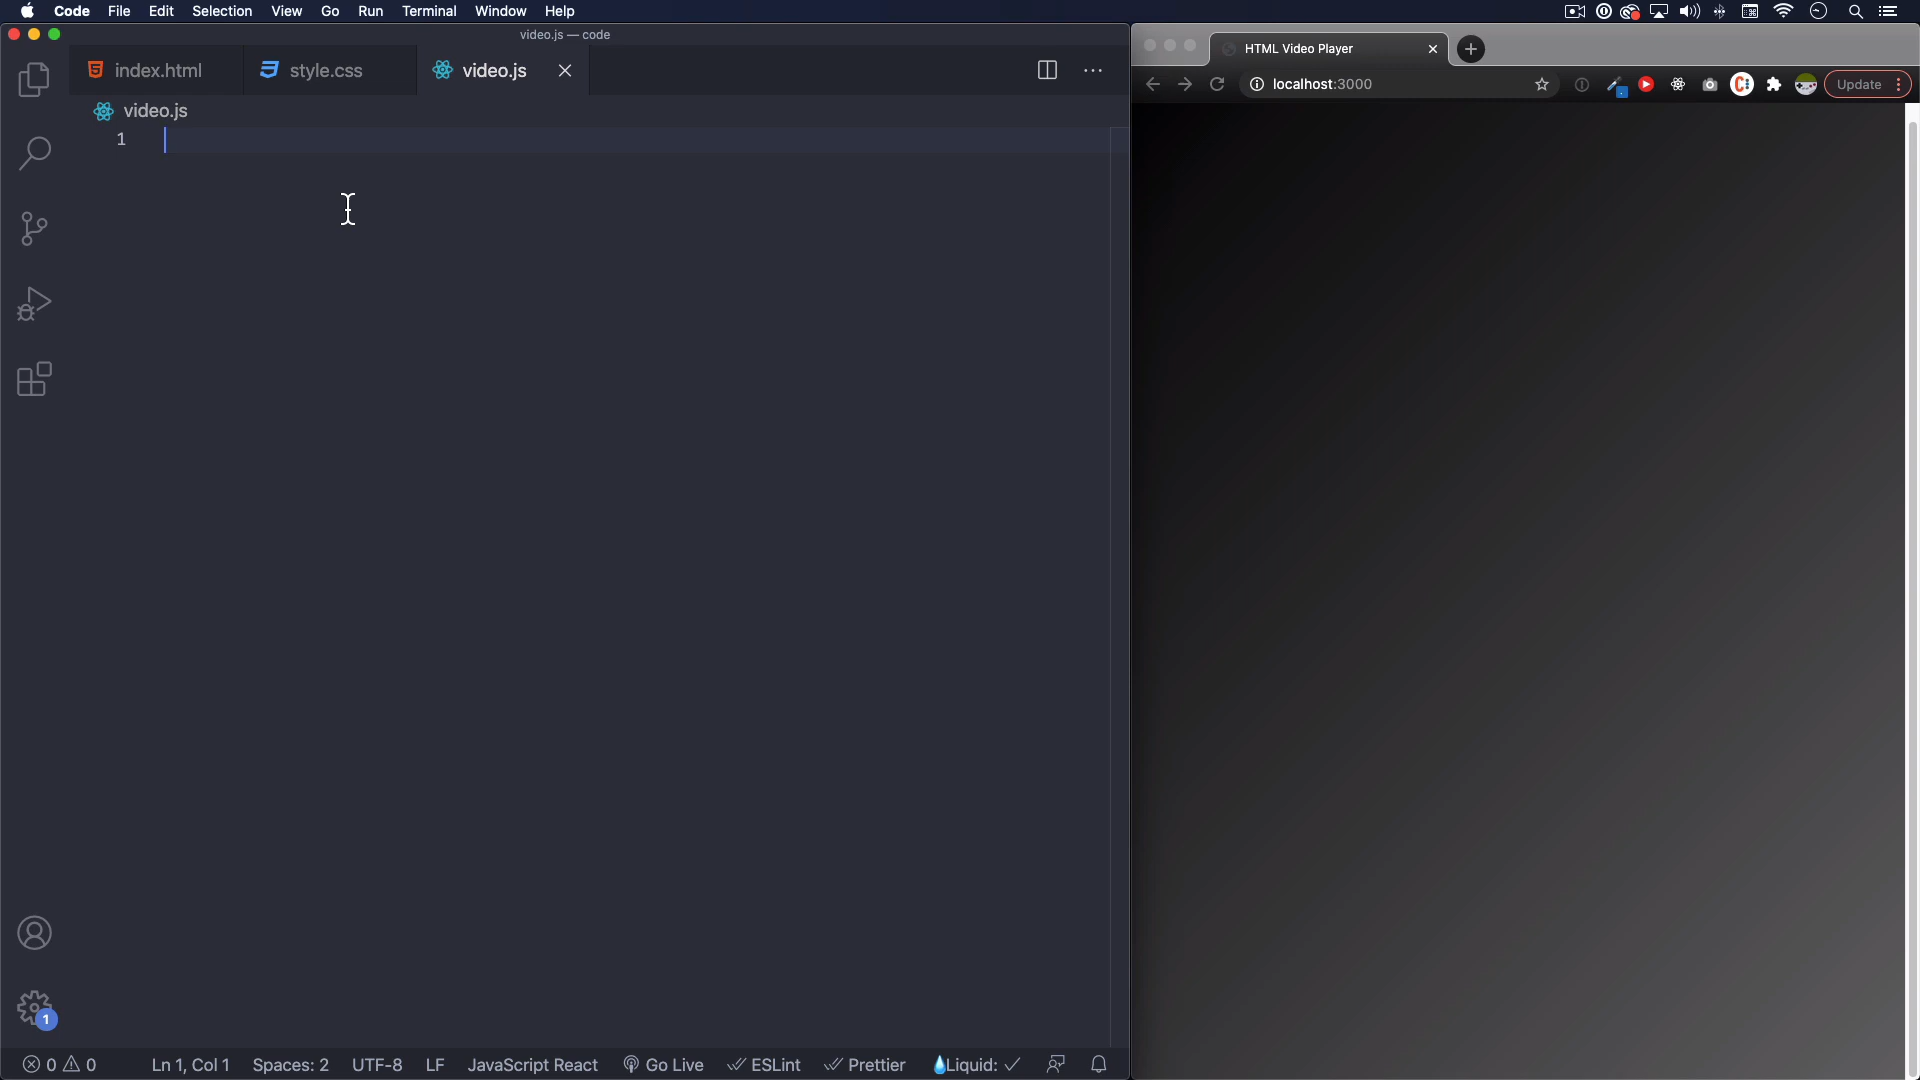 Code File Edit Selection View Go Run Terminal Window Help
video.js — code
index.html style.css video.js
video.js
1
1
0 0 Ln 1, Col 1 Spaces: 2 UTF-8 LF JavaScript React Go Live ESLint Prettier Liquid:
HTML Video Player
localhost:3000 Update